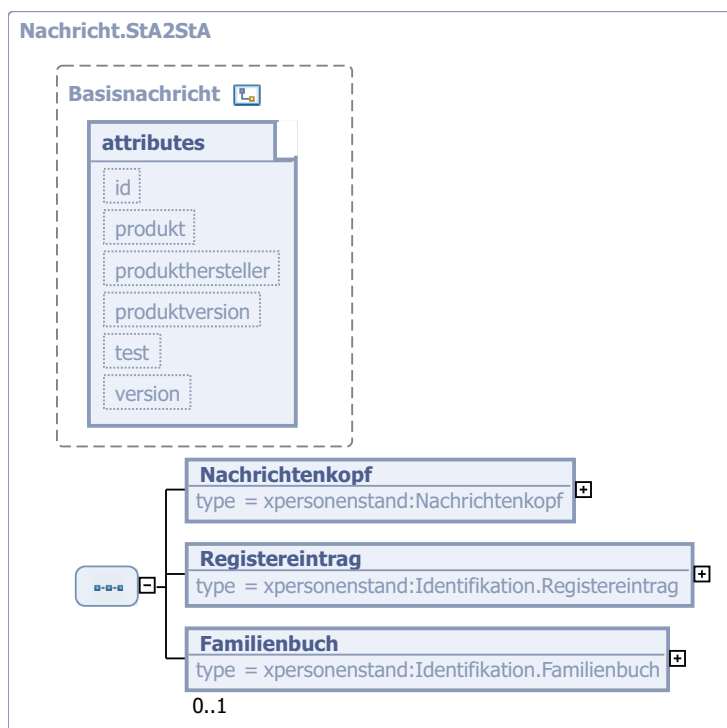 Nachricht.StA2StA
Basisnachricht
attributes
id
produkt
produkthersteller
produktversion
test
version
Nachrichtenkopf
type = xpersonenstand:Nachrichtenkopf
Registereintrag
type = xpersonenstand:Identifikation.Registereintrag
Familienbuch
type = xpersonenstand:Identifikation.Familienbuch
0..1